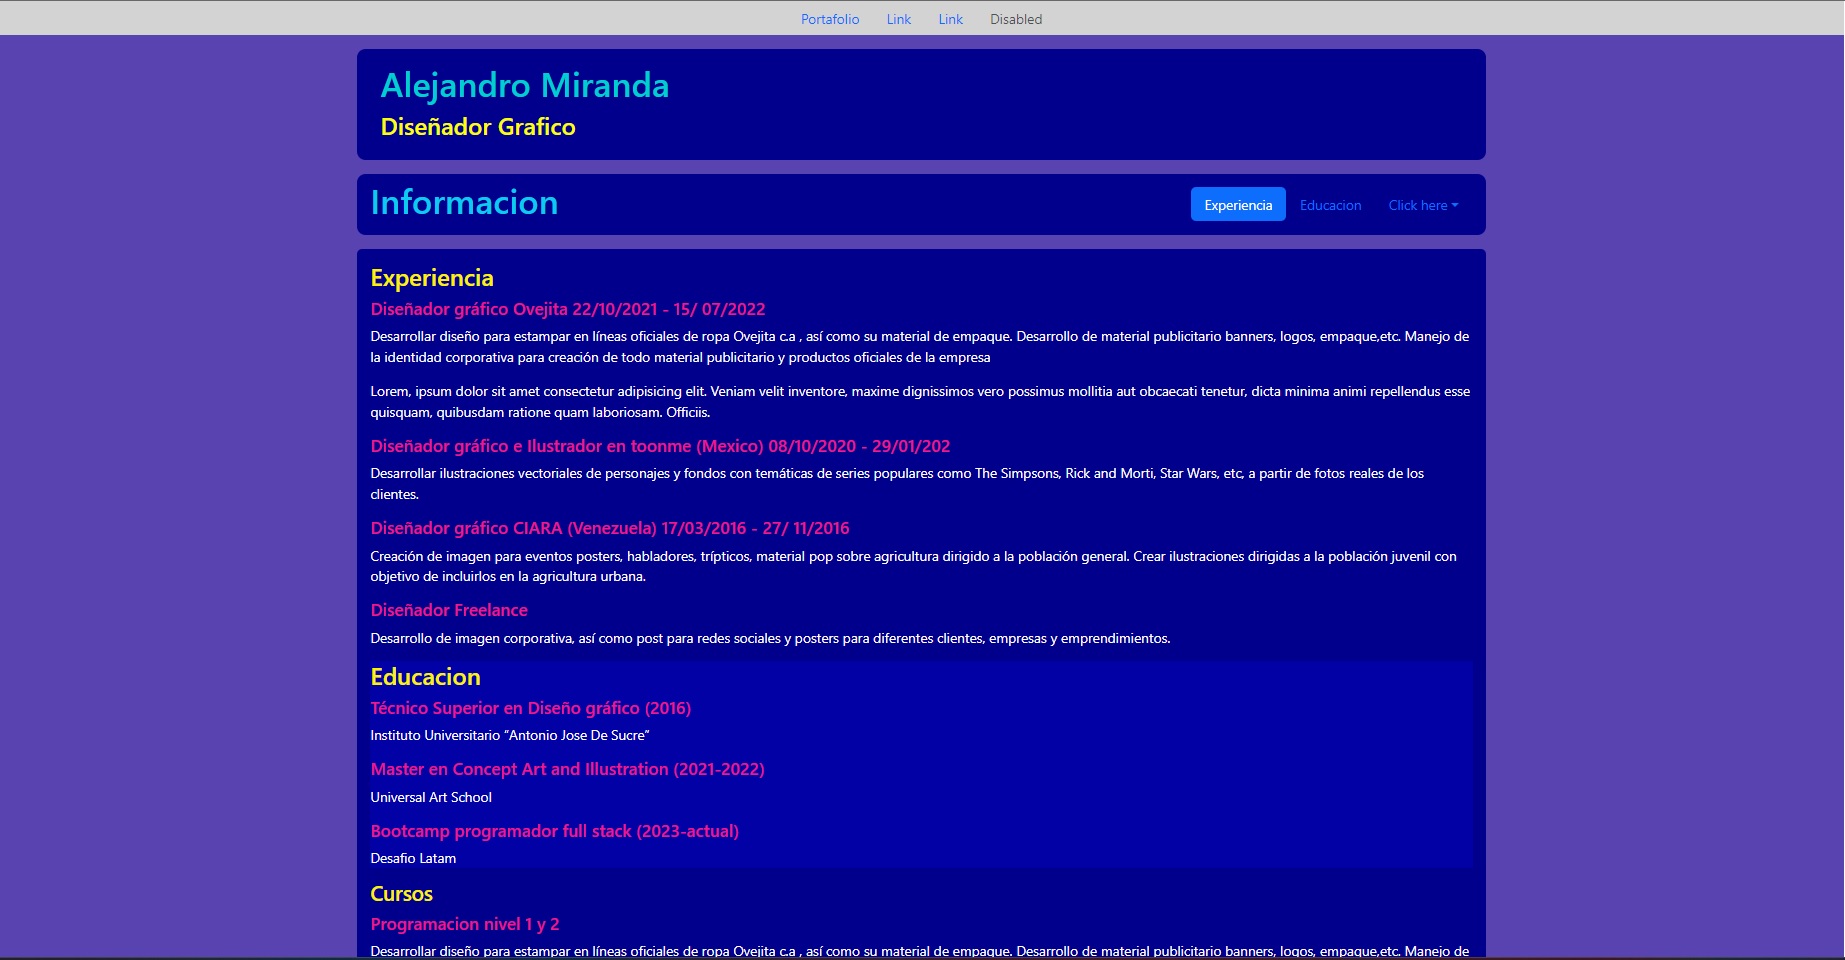 Portafolio Link Link Disabled
Alejandro Miranda
Diseñador Grafico
Informacion
Experiencia Educacion Click here
Experiencia
Diseñador gráfico Ovejita 22/10/2021 - 15/ 07/2022
Desarrollar diseño para estampar en líneas oficiales de ropa Ovejita c.a , así como su material de empaque. Desarrollo de material publicitario banners, logos, empaque,etc. Manejo de
la identidad corporativa para creación de todo material publicitario y productos oficiales de la empresa
Lorem, ipsum dolor sit amet consectetur adipisicing elit. Veniam velit inventore, maxime dignissimos vero possimus mollitia aut obcaecati tenetur, dicta minima animi repellendus esse
quisquam, quibusdam ratione quam laboriosam. Officiis.
Diseñador gráfico e Ilustrador en toonme (Mexico) 08/10/2020 - 29/01/202
Desarrollar ilustraciones vectoriales de personajes y fondos con temáticas de series populares como The Simpsons, Rick and Morti, Star Wars, etc, a partir de fotos reales de los
clientes.
Diseñador gráfico CIARA (Venezuela) 17/03/2016 - 27/ 11/2016
Creación de imagen para eventos posters, habladores, trípticos, material pop sobre agricultura dirigido a la población general. Crear ilustraciones dirigidas a la población juvenil con
objetivo de incluirlos en la agricultura urbana.
Diseñador Freelance
Desarrollo de imagen corporativa, así como post para redes sociales y posters para diferentes clientes, empresas y emprendimientos.
Educacion
Técnico Superior en Diseño gráfico (2016)
Instituto Universitario “Antonio Jose De Sucre”
Master en Concept Art and Illustration (2021-2022)
Universal Art School
Bootcamp programador full stack (2023-actual)
Desafio Latam
Cursos
Programacion nivel 1 y 2
Desarrollar diseño para estampar en líneas oficiales de ropa Ovejita c.a , así como su material de empaque. Desarrollo de material publicitario banners, logos, empaque,etc. Manejo de